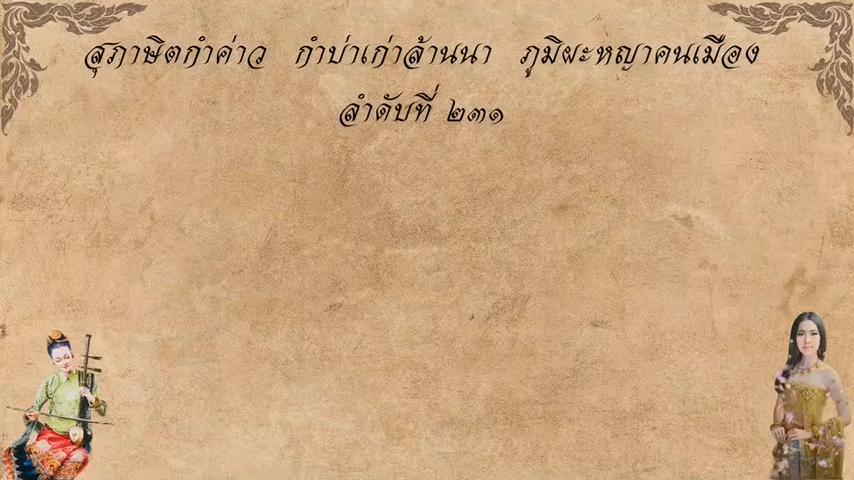 สุภาษิตกำค่าว กำบ่าเก่าล้านนา ภูมิผะหญาคนเมือง
ลำดับที่ ๒๓๑